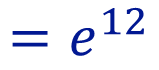 = e^{12}